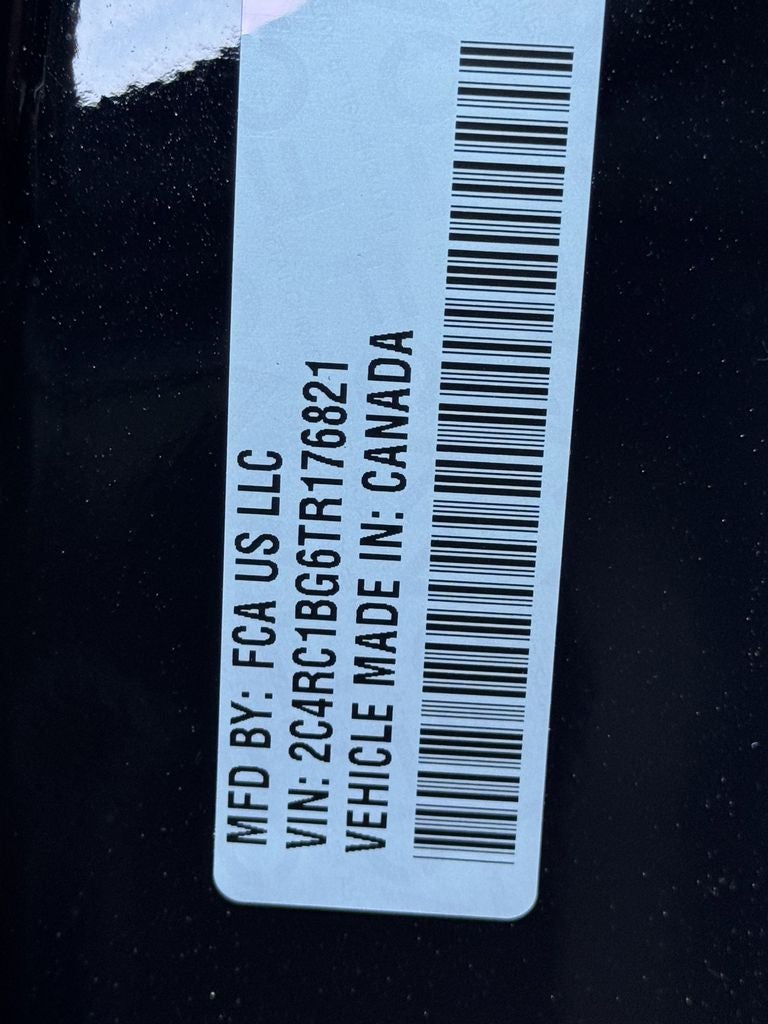 MFD BY: FCA US LLC
VIN: 2C4RC1BG6TR176821
VEHICLE MADE IN: CANADA